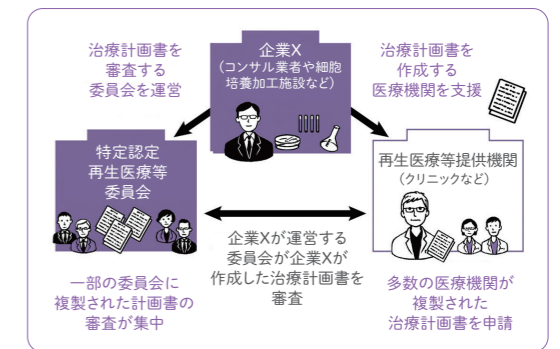 治療計画書を
審査する
委員会を運営
企業X
(コンサル業者や細胞
培養加工施設など)
治療計画書を
作成する
医療機関を支援
特定認定
再生医療等
委員会
再生医療等提供機関
(クリニックなど)
企業Xが運営する
委員会が企業Xが
作成した治療計画書を
審査
一部の委員会に
複製された計画書の
審査が集中
多数の医療機関が
複製された
治療計画書を申請